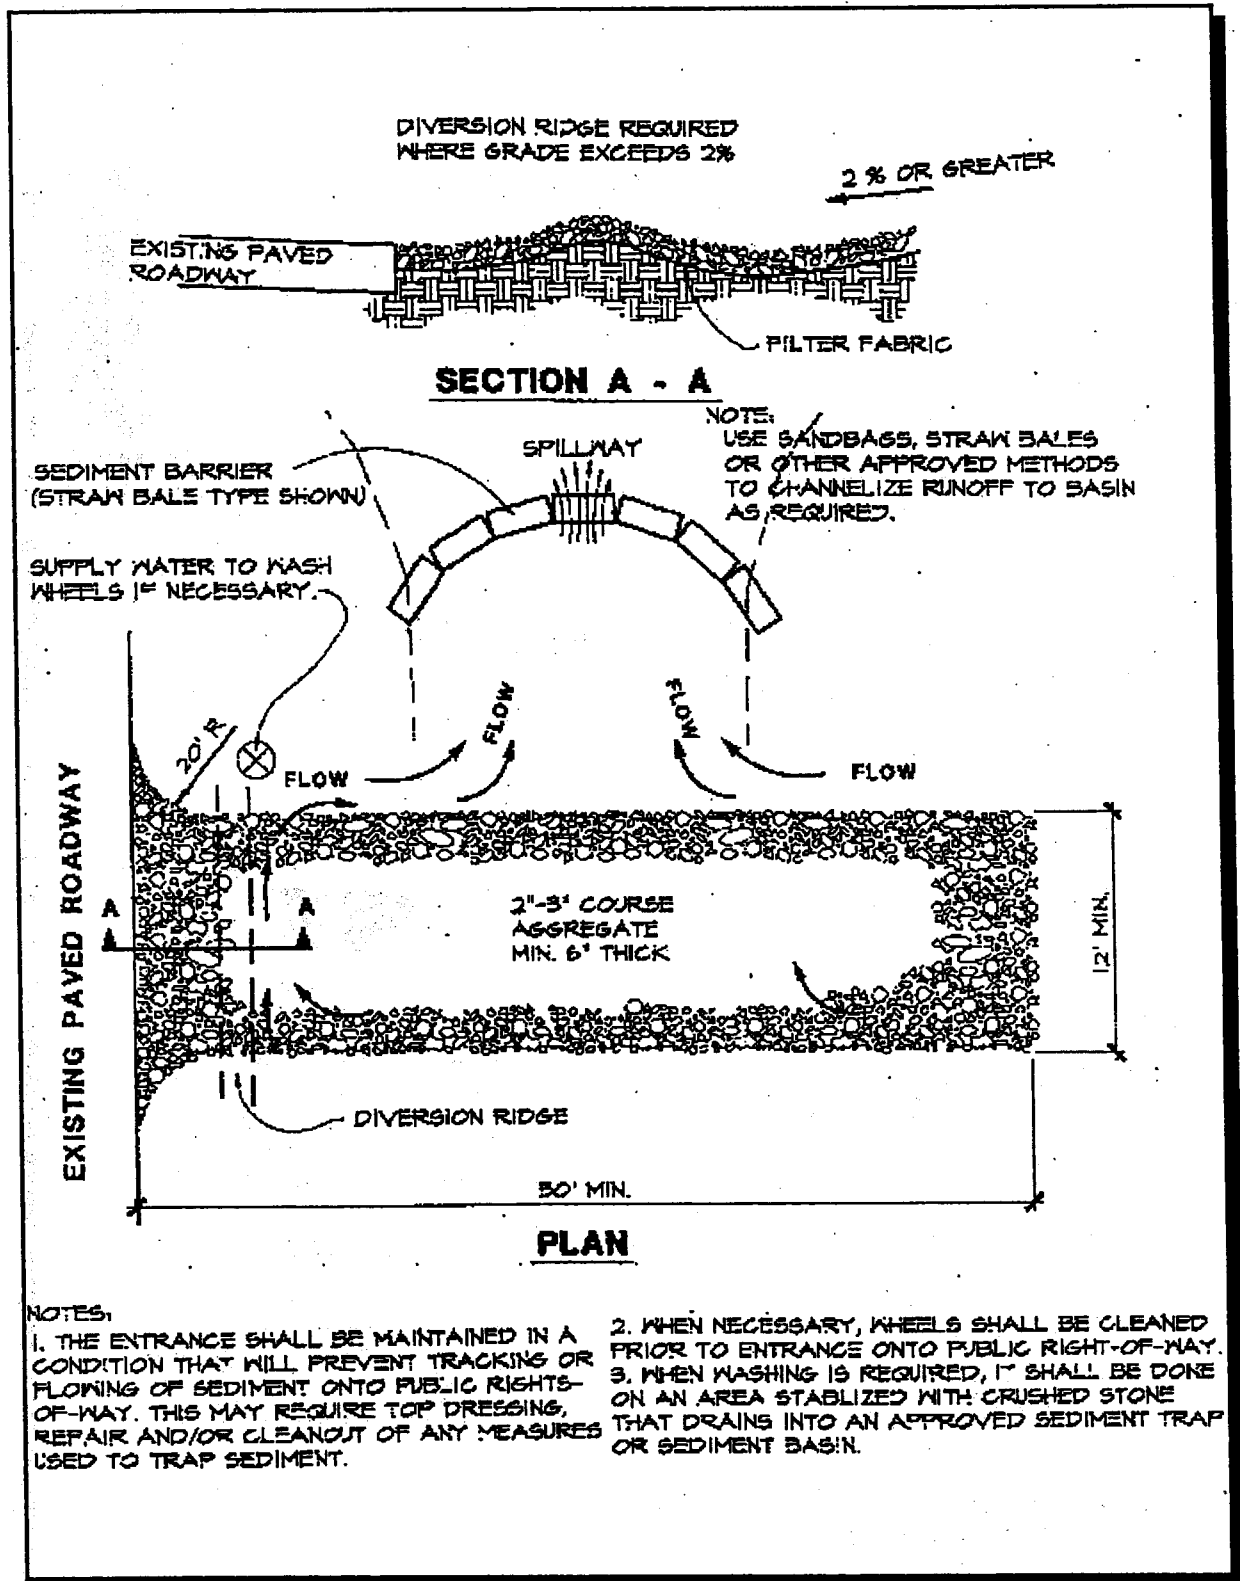 DIVERSION RIDGE REQUIRED
WHERE GRADE EXCEEDS 2%
2 % OR GREATER
EXISTING PAVED
ROADWAY
FILTER FABRIC
SECTION A - A
NOTE:
USE SANDBAGS, STRAW BALES
OR OTHER APPROVED METHODS
TO CHANNELIZE RUNOFF TO BASIN
AS REQUIRED.
SPILLWAY
SEDIMENT BARRIER
(STRAW BALE TYPE SHOWN)
SUPPLY WATER TO WASH
WHEELS IF NECESSARY.
FLOW
FLOW
20' R
FLOW
FLOW
EXISTING PAVED ROADWAY
A
A
2"-3" COURSE
AGGREGATE
MIN. 6" THICK
12' MIN.
DIVERSION RIDGE
50' MIN.
PLAN
NOTES:
1. THE ENTRANCE SHALL BE MAINTAINED IN A
CONDITION THAT WILL PREVENT TRACKING OR
FLOWING OF SEDIMENT ONTO PUBLIC RIGHTS-
OF-WAY. THIS MAY REQUIRE TOP DRESSING,
REPAIR AND/OR CLEANOUT OF ANY MEASURES
USED TO TRAP SEDIMENT.
2. WHEN NECESSARY, WHEELS SHALL BE CLEANED
PRIOR TO ENTRANCE ONTO PUBLIC RIGHT-OF-WAY.
3. WHEN WASHING IS REQUIRED, IT SHALL BE DONE
ON AN AREA STABLIZED WITH CRUSHED STONE
THAT DRAINS INTO AN APPROVED SEDIMENT TRAP
OR SEDIMENT BASIN.